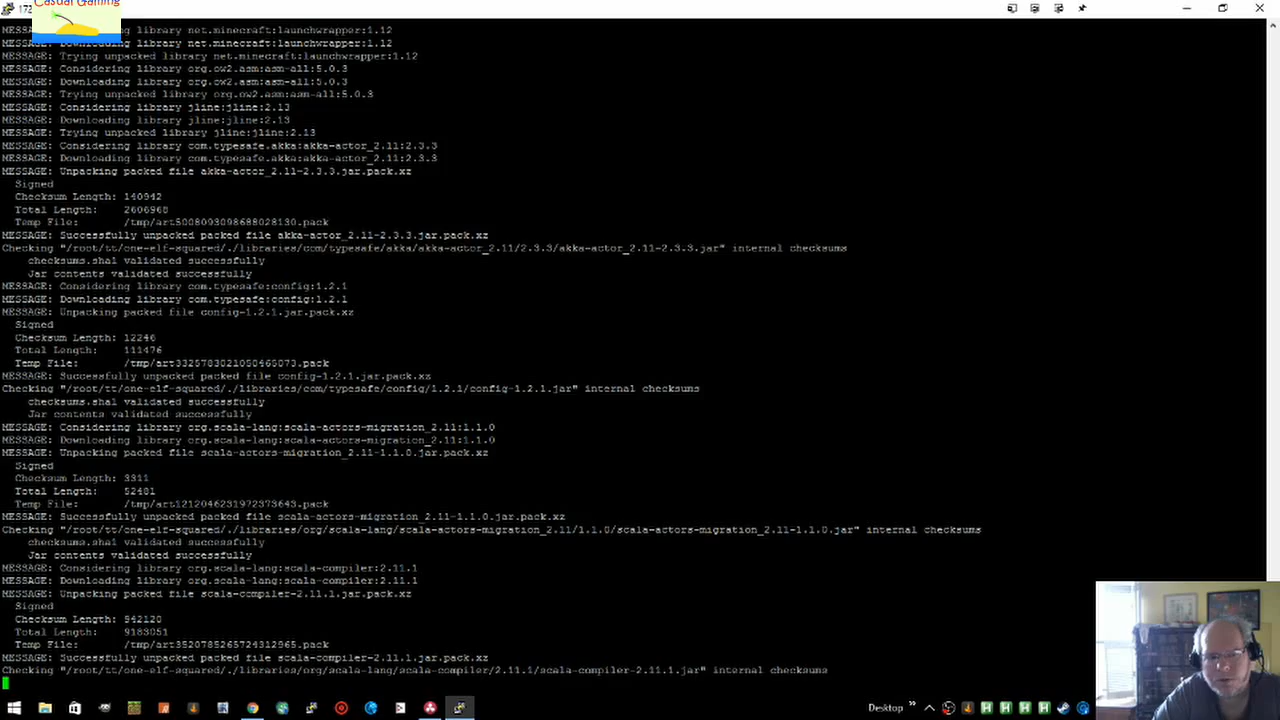 Casual Gaming
172
MESSAGE: Downloading library net.minecraft:launchwrapper:1.12
MESSAGE: Trying unpacked library net.minecraft:launchwrapper:1.12
MESSAGE: Considering library org.ow2.asm:asm-all:5.0.3
MESSAGE: Downloading library org.ow2.asm:asm-all:5.0.3
MESSAGE: Trying unpacked library org.ow2.asm:asm-all:5.0.3
MESSAGE: Considering library jline:jline:2.13
MESSAGE: Downloading library jline:jline:2.13
MESSAGE: Trying unpacked library jline:jline:2.13
MESSAGE: Considering library com.typesafe.akka:akka-actor_2.11:2.3.3
MESSAGE: Downloading library com.typesafe.akka:akka-actor_2.11:2.3.3
MESSAGE: Unpacking packed file akka-actor_2.11-2.3.3.jar.pack.xz
Signed
Checksum Length: 140942
Total Length: 2606968
Temp File: /tmp/art5008093098688028130.pack
MESSAGE: Successfully unpacked packed file akka-actor_2.11-2.3.3.jar.pack.xz
Checking "/root/tt/one-elf-squared/./libraries/com/typesafe/akka/akka-actor_2.11/2.3.3/akka-actor_2.11-2.3.3.jar" internal checksums
checksums.sha1 validated successfully
Jar contents validated successfully
MESSAGE: Considering library com.typesafe:config:1.2.1
MESSAGE: Downloading library com.typesafe:config:1.2.1
MESSAGE: Unpacking packed file config-1.2.1.jar.pack.xz
Signed
Checksum Length: 12246
Total Length: 111476
Temp File: /tmp/art3325783021050465073.pack
MESSAGE: Successfully unpacked packed file config-1.2.1.jar.pack.xz
Checking "/root/tt/one-elf-squared/./libraries/com/typesafe/config/1.2.1/config-1.2.1.jar" internal checksums
checksums.sha1 validated successfully
Jar contents validated successfully
MESSAGE: Considering library org.scala-lang:scala-actors-migration_2.11:1.1.0
MESSAGE: Downloading library org.scala-lang:scala-actors-migration_2.11:1.1.0
MESSAGE: Unpacking packed file scala-actors-migration_2.11-1.1.0.jar.pack.xz
Signed
Checksum Length: 3311
Total Length: 52481
Temp File: /tmp/art1212046231972373643.pack
MESSAGE: Successfully unpacked packed file scala-actors-migration_2.11-1.1.0.jar.pack.xz
Checking "/root/tt/one-elf-squared/./libraries/org/scala-lang/scala-actors-migration_2.11/1.1.0/scala-actors-migration_2.11-1.1.0.jar" internal checksums
checksums.sha1 validated successfully
Jar contents validated successfully
MESSAGE: Considering library org.scala-lang:scala-compiler:2.11.1
MESSAGE: Downloading library org.scala-lang:scala-compiler:2.11.1
MESSAGE: Unpacking packed file scala-compiler-2.11.1.jar.pack.xz
Signed
Checksum Length: 542120
Total Length: 9183051
Temp File: /tmp/art3520785265724312965.pack
MESSAGE: Successfully unpacked packed file scala-compiler-2.11.1.jar.pack.xz
Checking "/root/tt/one-elf-squared/./libraries/org/scala-lang/scala-compiler/2.11.1/scala-compiler-2.11.1.jar" internal checksums
Desktop